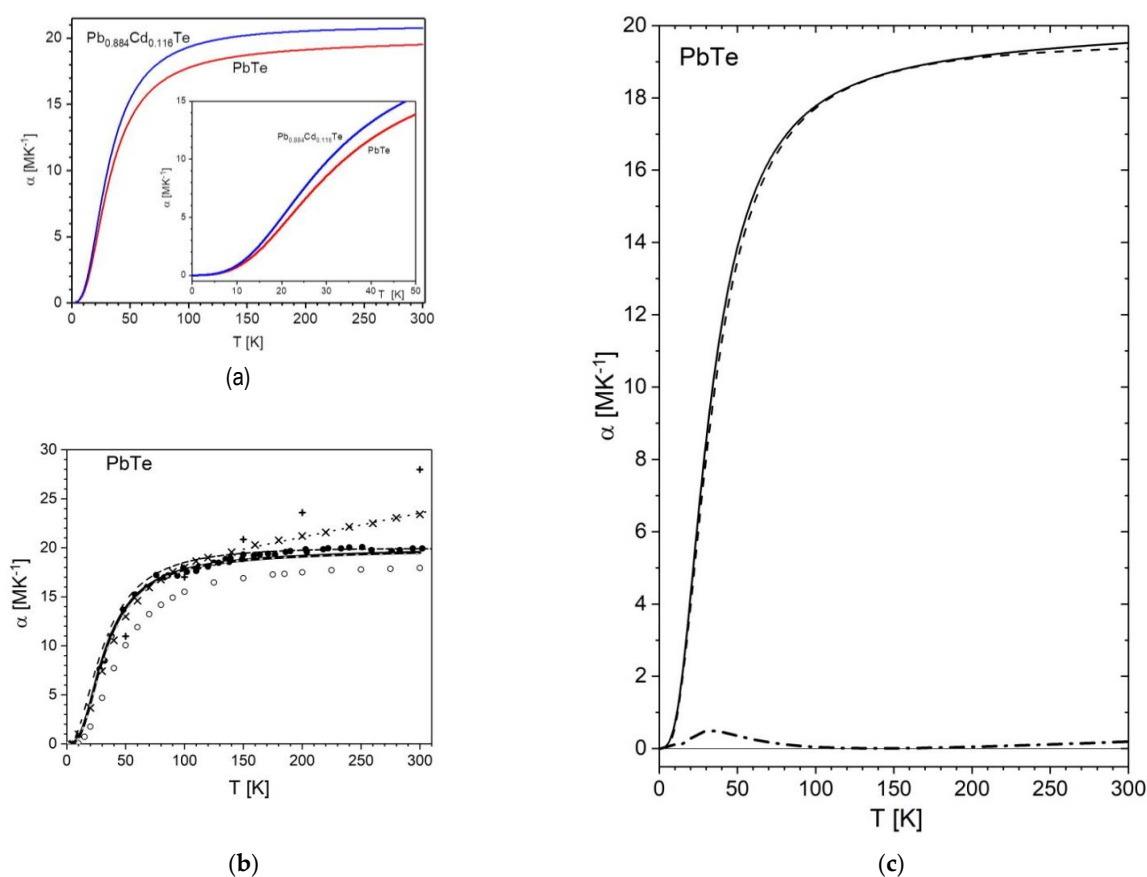 Pb0.884Cd0.116Te
PbTe
α [MK-1]
20
15
10
5
0
0 50 100 150 200 250 300
T [K]
α [MK-1]
15
10
5
0
Pb0.884Cd0.116Te
PbTe
0 10 20 30 40 50
T [K]
(a)
PbTe
α [MK-1]
30
25
20
15
10
5
0
0 50 100 150 200 250 300
T [K]
(b)
PbTe
α [MK-1]
20
18
16
14
12
10
8
6
4
2
0
0 50 100 150 200 250 300
T [K]
(c)